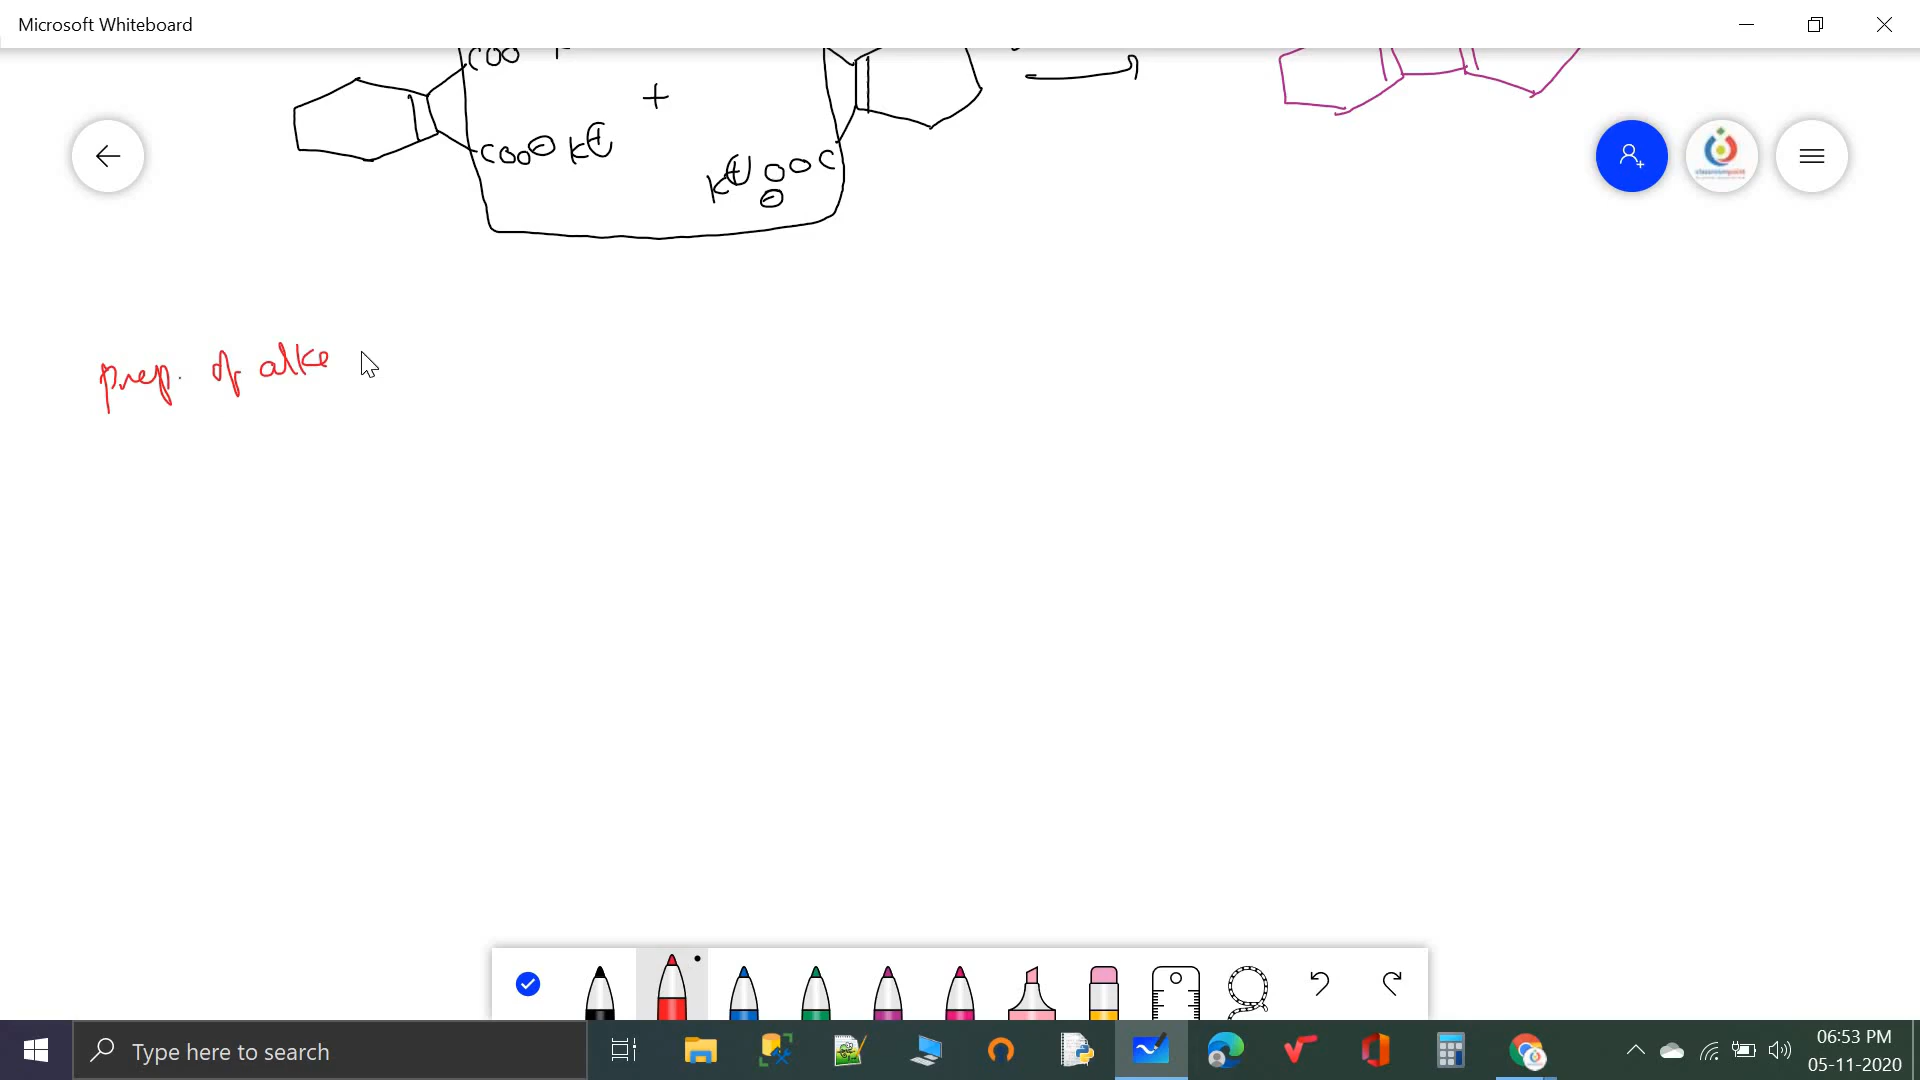 Microsoft Whiteboard
COO
+
COO⊖ K⊕
K⊕ OOC
⊖
prep. of alke
Type here to search
06:53 PM
05-11-2020